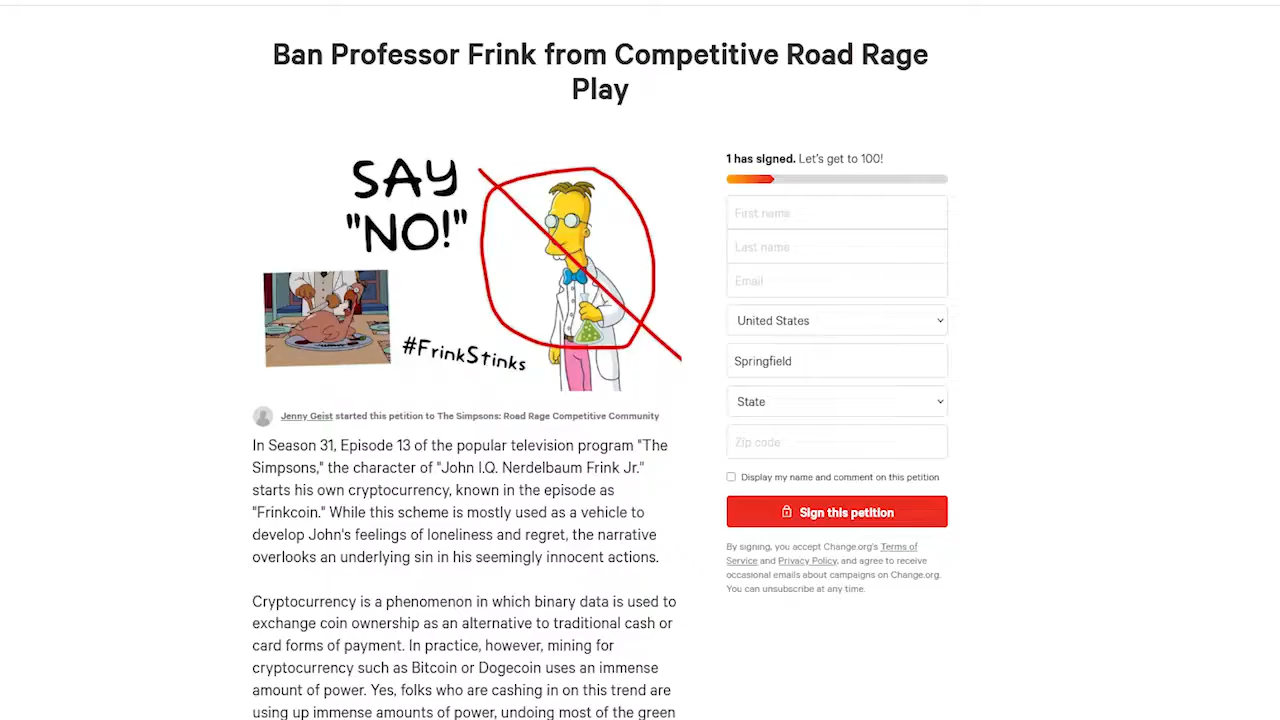 Ban Professor Frink from Competitive Road Rage
Play
SAY
"NO!"
#FrinkStinks
Jenny Geist started this petition to The Simpsons: Road Rage Competitive Community
In Season 31, Episode 13 of the popular television program "The
Simpsons," the character of "John I.Q. Nerdelbaum Frink Jr."
starts his own cryptocurrency, known in the episode as
"Frinkcoin." While this scheme is mostly used as a vehicle to
develop John's feelings of loneliness and regret, the narrative
overlooks an underlying sin in his seemingly innocent actions.
Cryptocurrency is a phenomenon in which binary data is used to
exchange coin ownership as an alternative to traditional cash or
card forms of payment. In practice, however, mining for
cryptocurrency such as Bitcoin or Dogecoin uses an immense
amount of power. Yes, folks who are cashing in on this trend are
using up immense amounts of power, undoing most of the green
1 has signed. Let's get to 100!
First name
Last name
Email
United States
Springfield
State
Zip code
Display my name and comment on this petition
Sign this petition
By signing, you accept Change.org's Terms of
Service and Privacy Policy, and agree to receive
occasional emails about campaigns on Change.org.
You can unsubscribe at any time.